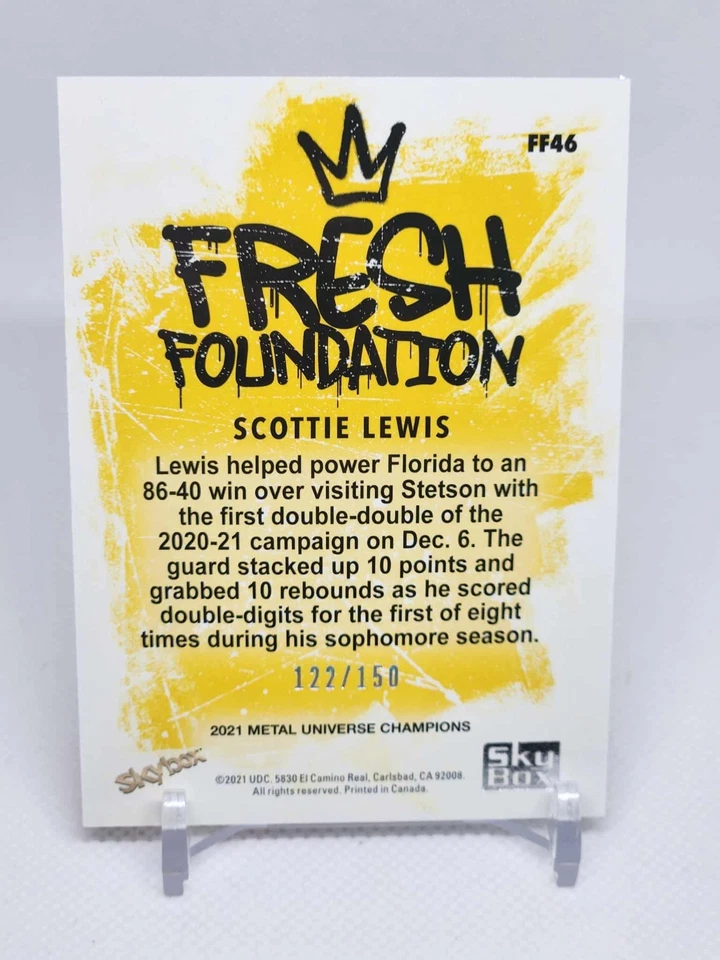 FF46
FRESH
FOUNDATION
SCOTTIE LEWIS
Lewis helped power Florida to an
86-40 win over visiting Stetson with
the first double-double of the
2020-21 campaign on Dec. 6. The
guard stacked up 10 points and
grabbed 10 rebounds as he scored
double-digits for the first of eight
times during his sophomore season.
122/150
2021 METAL UNIVERSE CHAMPIONS
skybox
©2021 UDC. 5830 El Camino Real, Carlsbad, CA 92008.
All rights reserved. Printed in Canada.
Sky
BOX